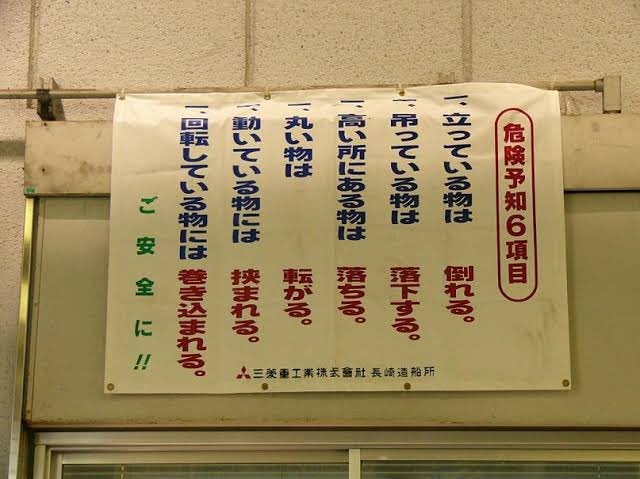 危険予知6項目
一、立っている物は 倒れる。
一、吊っている物は 落下する。
一、高い所にある物は 落ちる。
一、丸い物は 転がる。
一、動いている物には 挟まれる。
一、回転している物には 巻き込まれる。
ご安全に!!
三菱重工業株式會社 長崎造船所